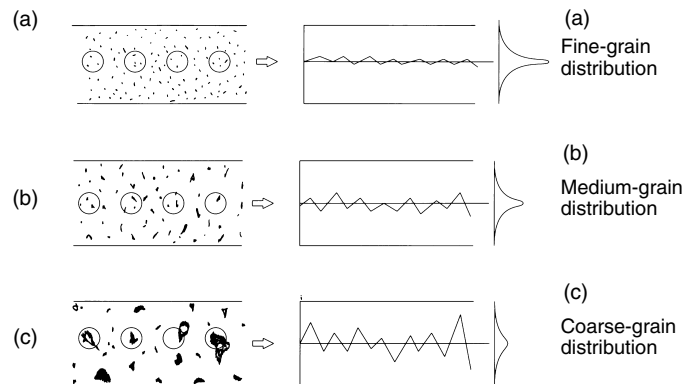 (a)
(a)
Fine-grain
distribution
(b)
(b)
Medium-grain
distribution
(c)
(c)
Coarse-grain
distribution